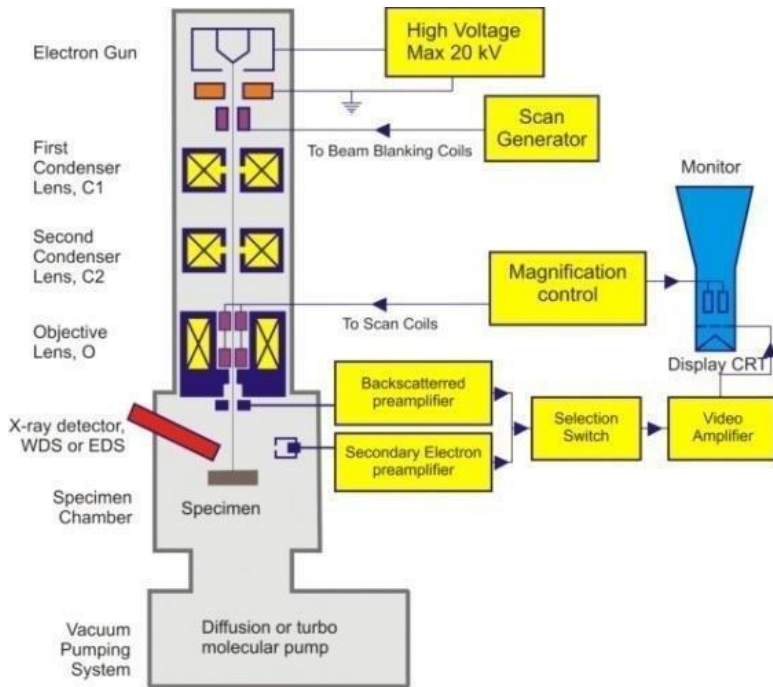 Electron Gun
High Voltage
Max 20 kV
Scan
Generator
To Beam Blanking Coils
First
Condenser
Lens, C1
Monitor
Second
Condenser
Lens, C2
Magnification
control
To Scan Coils
Objective
Lens, O
Display CRT
Backscatterred
preamplifier
Selection
Switch
Video
Amplifier
X-ray detector,
WDS or EDS
Secondary Electron
preamplifier
Specimen
Chamber
Specimen
Vacuum
Pumping
System
Diffusion or turbo
molecular pump